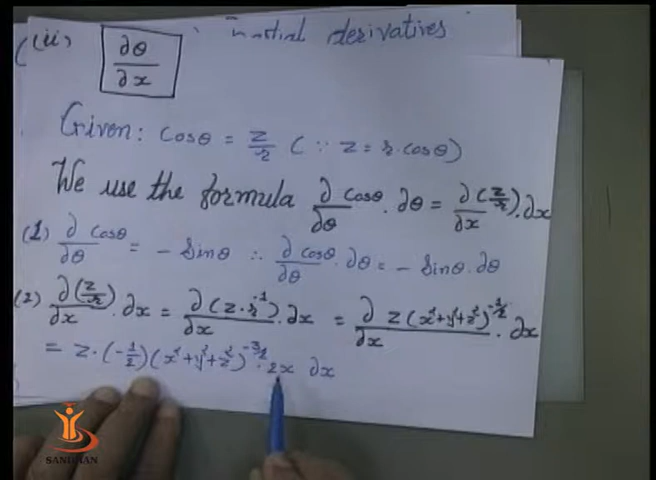 (ii) ∂θ/∂x partial derivatives
Given: Cosθ = z/r (∵ z = r.cosθ)
We use the formula ∂cosθ/∂θ . ∂θ = ∂(z/r)/∂x . ∂x
(1) ∂cosθ/∂θ = - Sinθ ∴ ∂cosθ/∂θ . ∂θ = - Sinθ.∂θ
(2) ∂(z/r)/∂x . ∂x = ∂(z.r⁻¹)/∂x . ∂x = ∂ z(x²+y²+z²)^(-1/2)/∂x . ∂x
= z.(-1/2)(x²+y²+z²)^(-3/2) . 2x ∂x
SANDHAN